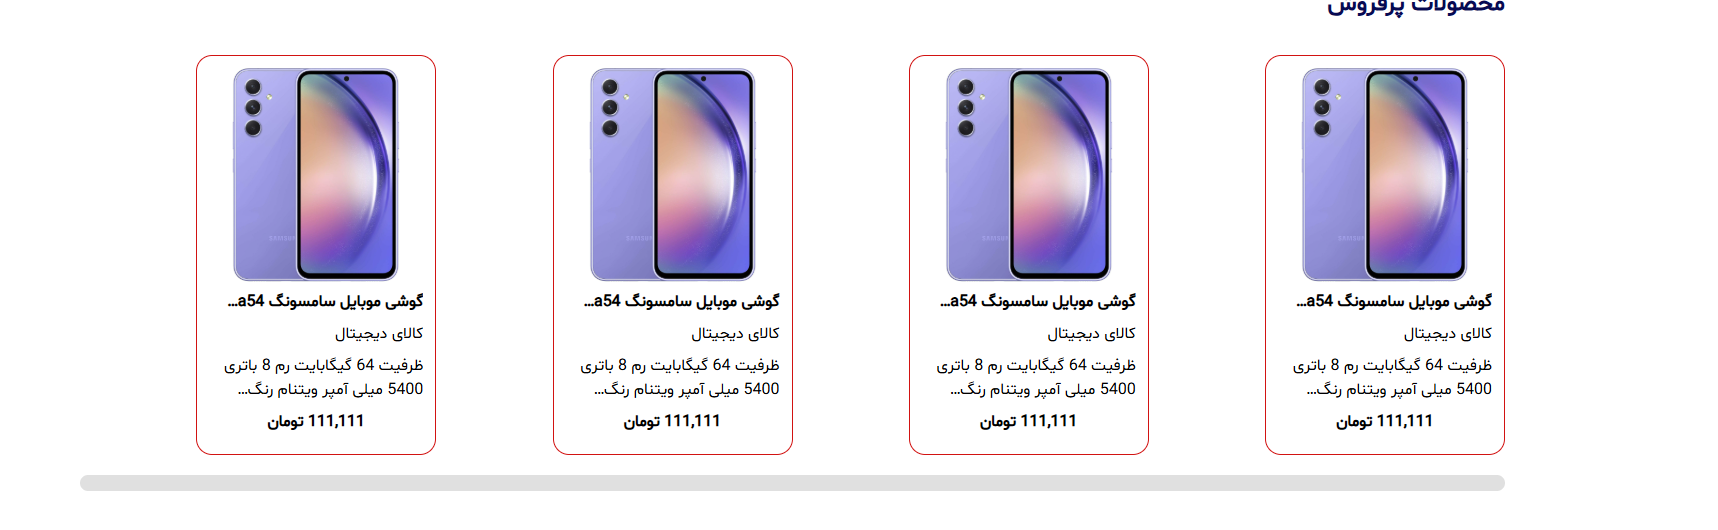 محصولات پرفروش
گوشی موبایل سامسونگ a54...
کالای دیجیتال
ظرفیت 64 گیگابایت رم 8 باتری
5400 میلی آمپر ویتنام رنگ...
111,111 تومان
گوشی موبایل سامسونگ a54...
کالای دیجیتال
ظرفیت 64 گیگابایت رم 8 باتری
5400 میلی آمپر ویتنام رنگ...
111,111 تومان
گوشی موبایل سامسونگ a54...
کالای دیجیتال
ظرفیت 64 گیگابایت رم 8 باتری
5400 میلی آمپر ویتنام رنگ...
111,111 تومان
گوشی موبایل سامسونگ a54...
کالای دیجیتال
ظرفیت 64 گیگابایت رم 8 باتری
5400 میلی آمپر ویتنام رنگ...
111,111 تومان